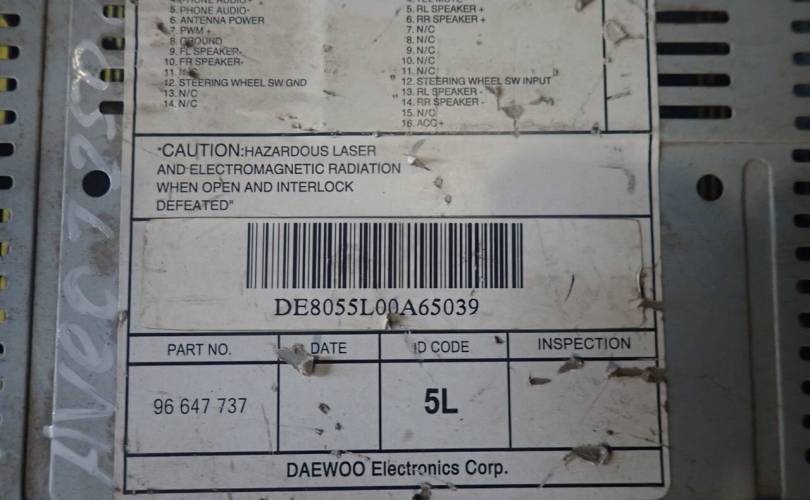 5. PHONE AUDIO-
6. ANTENNA POWER
7. PWM +
8. GROUND
9. FL SPEAKER-
10. FR SPEAKER-
11.
12. STEERING WHEEL SW GND
13. N/C
14. N/C
5. RL SPEAKER +
6. RR SPEAKER +
7. N/C
8. N/C
9. N/C
10. N/C
11. N/C
12. STEERING WHEEL SW INPUT
13. RL SPEAKER -
14. RR SPEAKER -
15. N/C
16. ACC+
"CAUTION:HAZARDOUS LASER
AND ELECTROMAGNETIC RADIATION
WHEN OPEN AND INTERLOCK
DEFEATED"
DE8055L00A65039
PART NO. DATE ID CODE INSPECTION
96 647 737 5L
DAEWOO Electronics Corp.